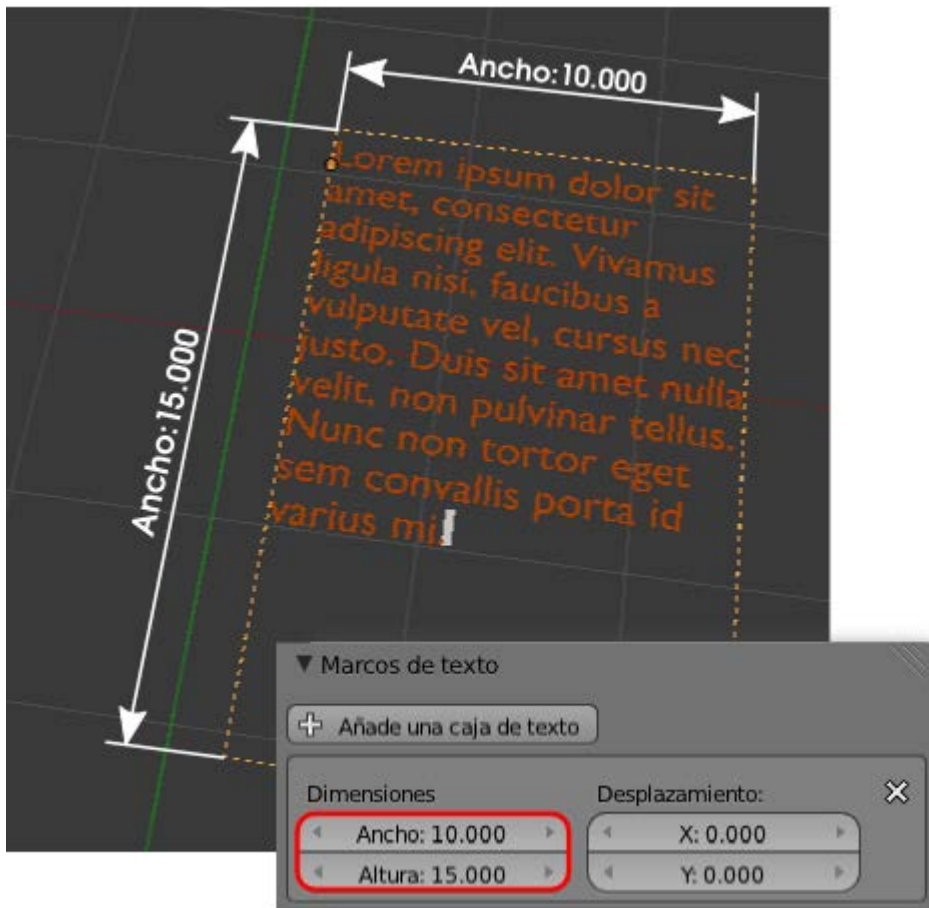 Ancho:10.000
Lorem ipsum dolor sit
amet, consectetur
adipiscing elit. Vivamus
ligula nisi, faucibus a
vulputate vel, cursus nec
justo. Duis sit amet nulla
velit, non pulvinar tellus.
Nunc non tortor eget
sem convallis porta id
varius mi.
Ancho:15.000
Marcos de texto
Añade una caja de texto
Dimensiones
Ancho: 10.000
Altura: 15.000
Desplazamiento:
X: 0.000
Y: 0.000